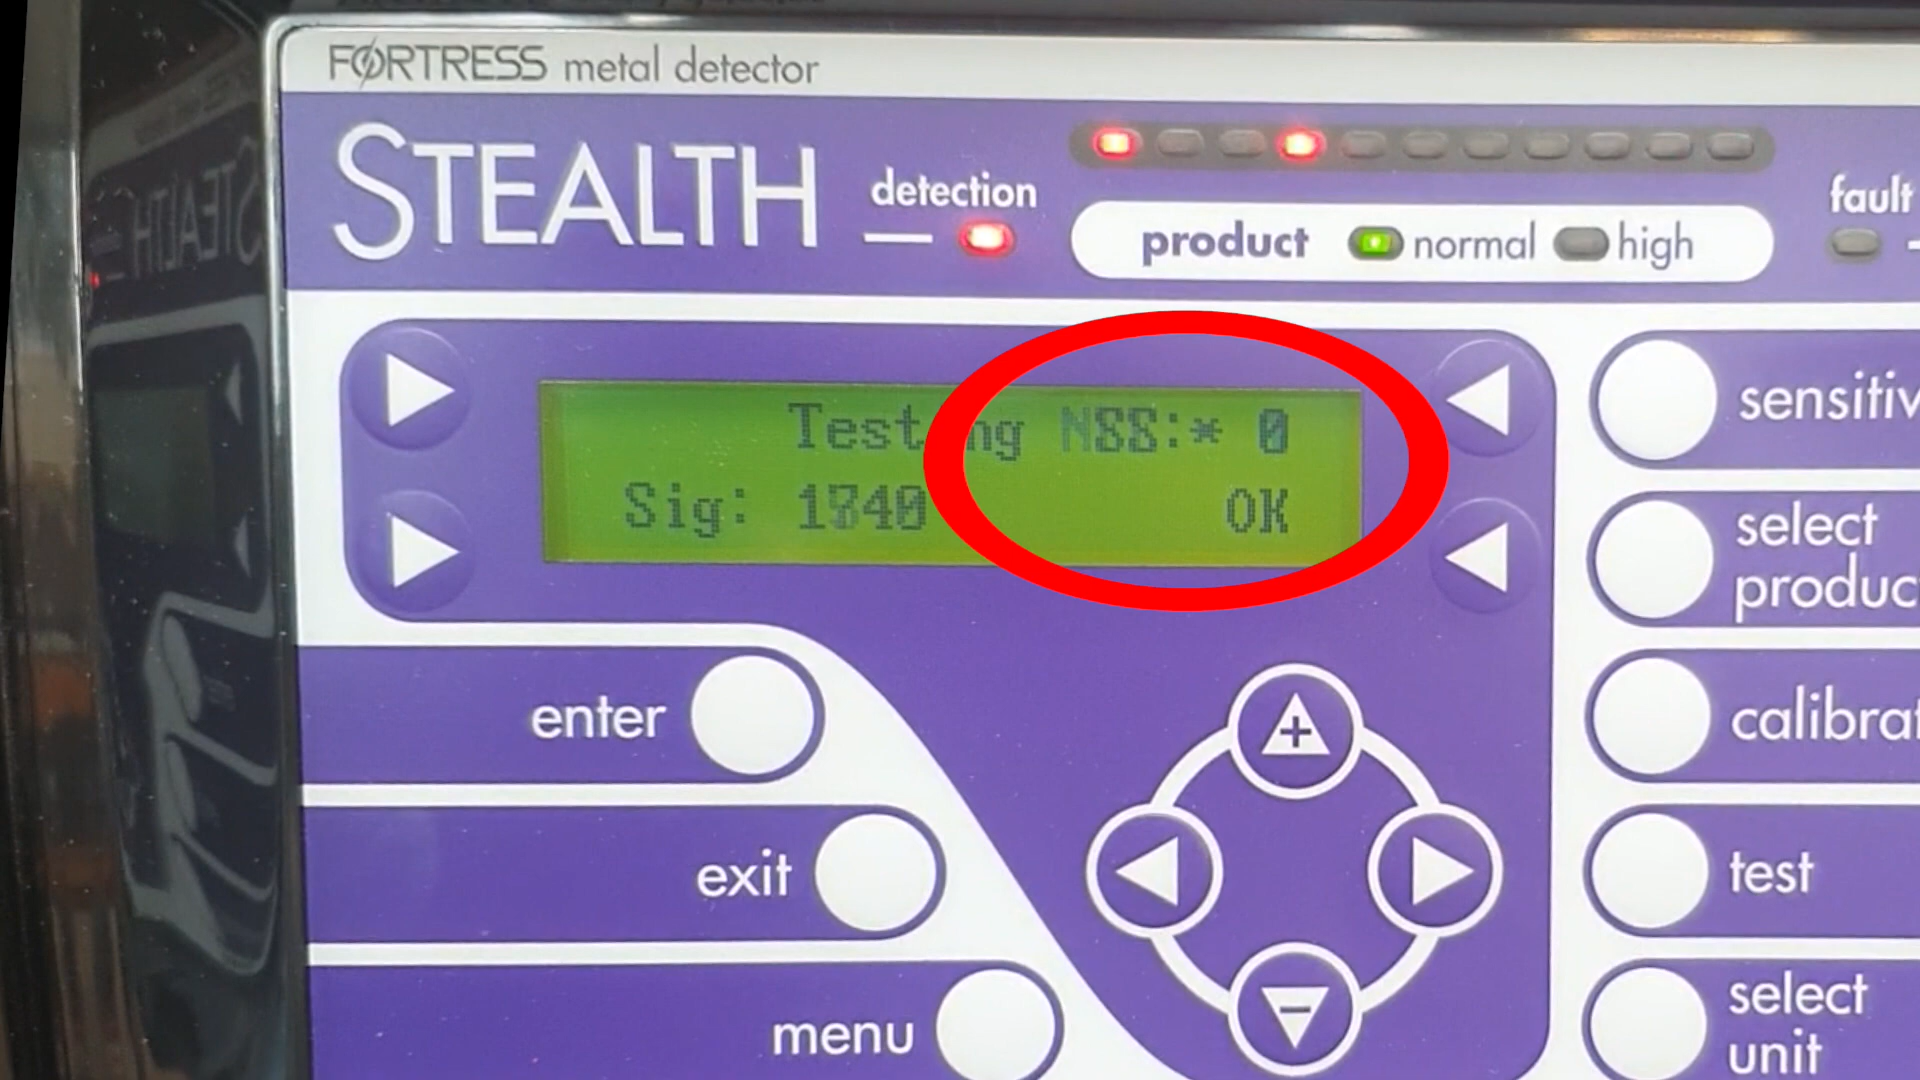 FORTRESS metal detector
STEALTH
detection
product normal high
fault
Testing NSS:* 0
Sig: OK
sensitiv
select
produc
calibrat
enter
exit
test
menu
select
unit